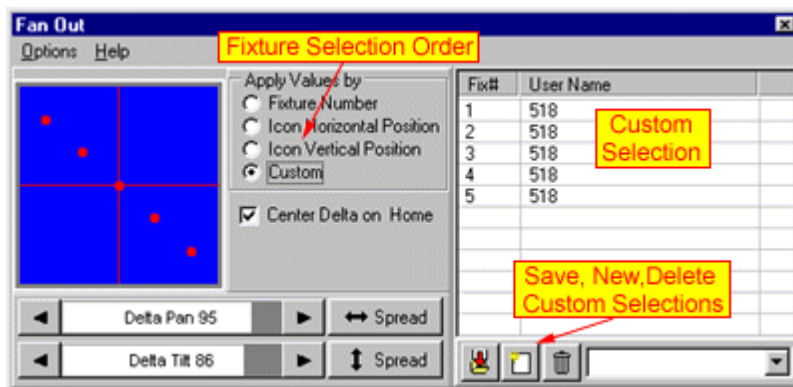 Fan Out
Options Help
Fixture Selection Order
Apply Values by
Fixture Number
Icon Horizontal Position
Icon Vertical Position
Custom
Center Delta on Home
Delta Pan 95
Spread
Delta Tilt 86
Spread
Fix# User Name
1 518
2 518
3 518
4 518
5 518
Custom
Selection
Save, New,Delete
Custom Selections